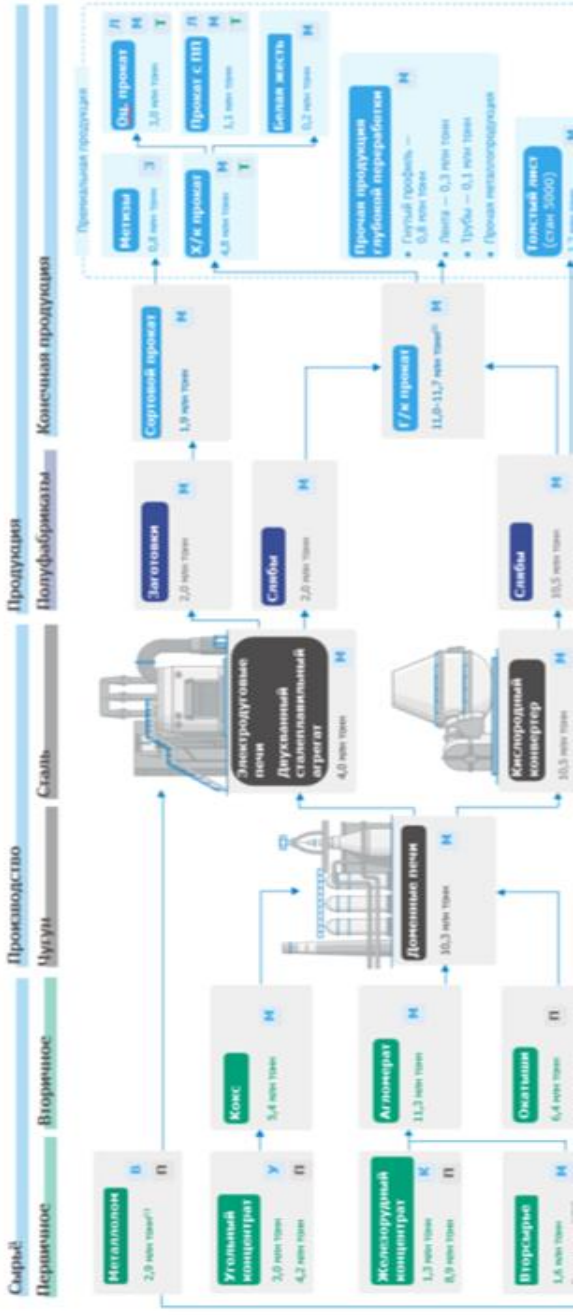 Сырьё
Производство
Продукция
Первичное
Вторичное
Чугун
Сталь
Полуфабрикаты
Конечная продукция
Премиальная продукция
Металлолом
2,9 млн тонн
В
П
Угольный
концентрат
3,0 млн тонн
У
4,2 млн тонн
П
Железорудный
концентрат
1,3 млн тонн
К
8,9 млн тонн
П
Вторсырье
1,6 млн тонн
М
Кокс
5,4 млн тонн
М
Агломерат
11,3 млн тонн
М
Окатыши
6,4 млн тонн
П
Доменные печи
10,3 млн тонн
М
Электродуговые
печи
Двухванный
сталеплавильный
агрегат
4,0 млн тонн
М
Кислородный
конвертер
10,5 млн тонн
М
Заготовки
2,0 млн тонн
М
Слябы
2,0 млн тонн
М
Слябы
10,5 млн тонн
М
Сортовой прокат
1,9 млн тонн
М
Г/к прокат
11,0-11,7 млн тонн
М
Метизы
0,8 млн тонн
З
Х/к прокат
4,8 млн тонн
М
Т
Оц. прокат
3,0 млн тонн
Л
М
Т
Прокат с ПП
1,1 млн тонн
Л
М
Т
Белая жесть
0,2 млн тонн
М
Прочая продукция
глубокой переработки
М
• Гнутый профиль —
0,8 млн тонн
• Лента — 0,3 млн тонн
• Трубы — 0,1 млн тонн
• Прочая металлопродукция
Толстый лист
(стан 5000)
М